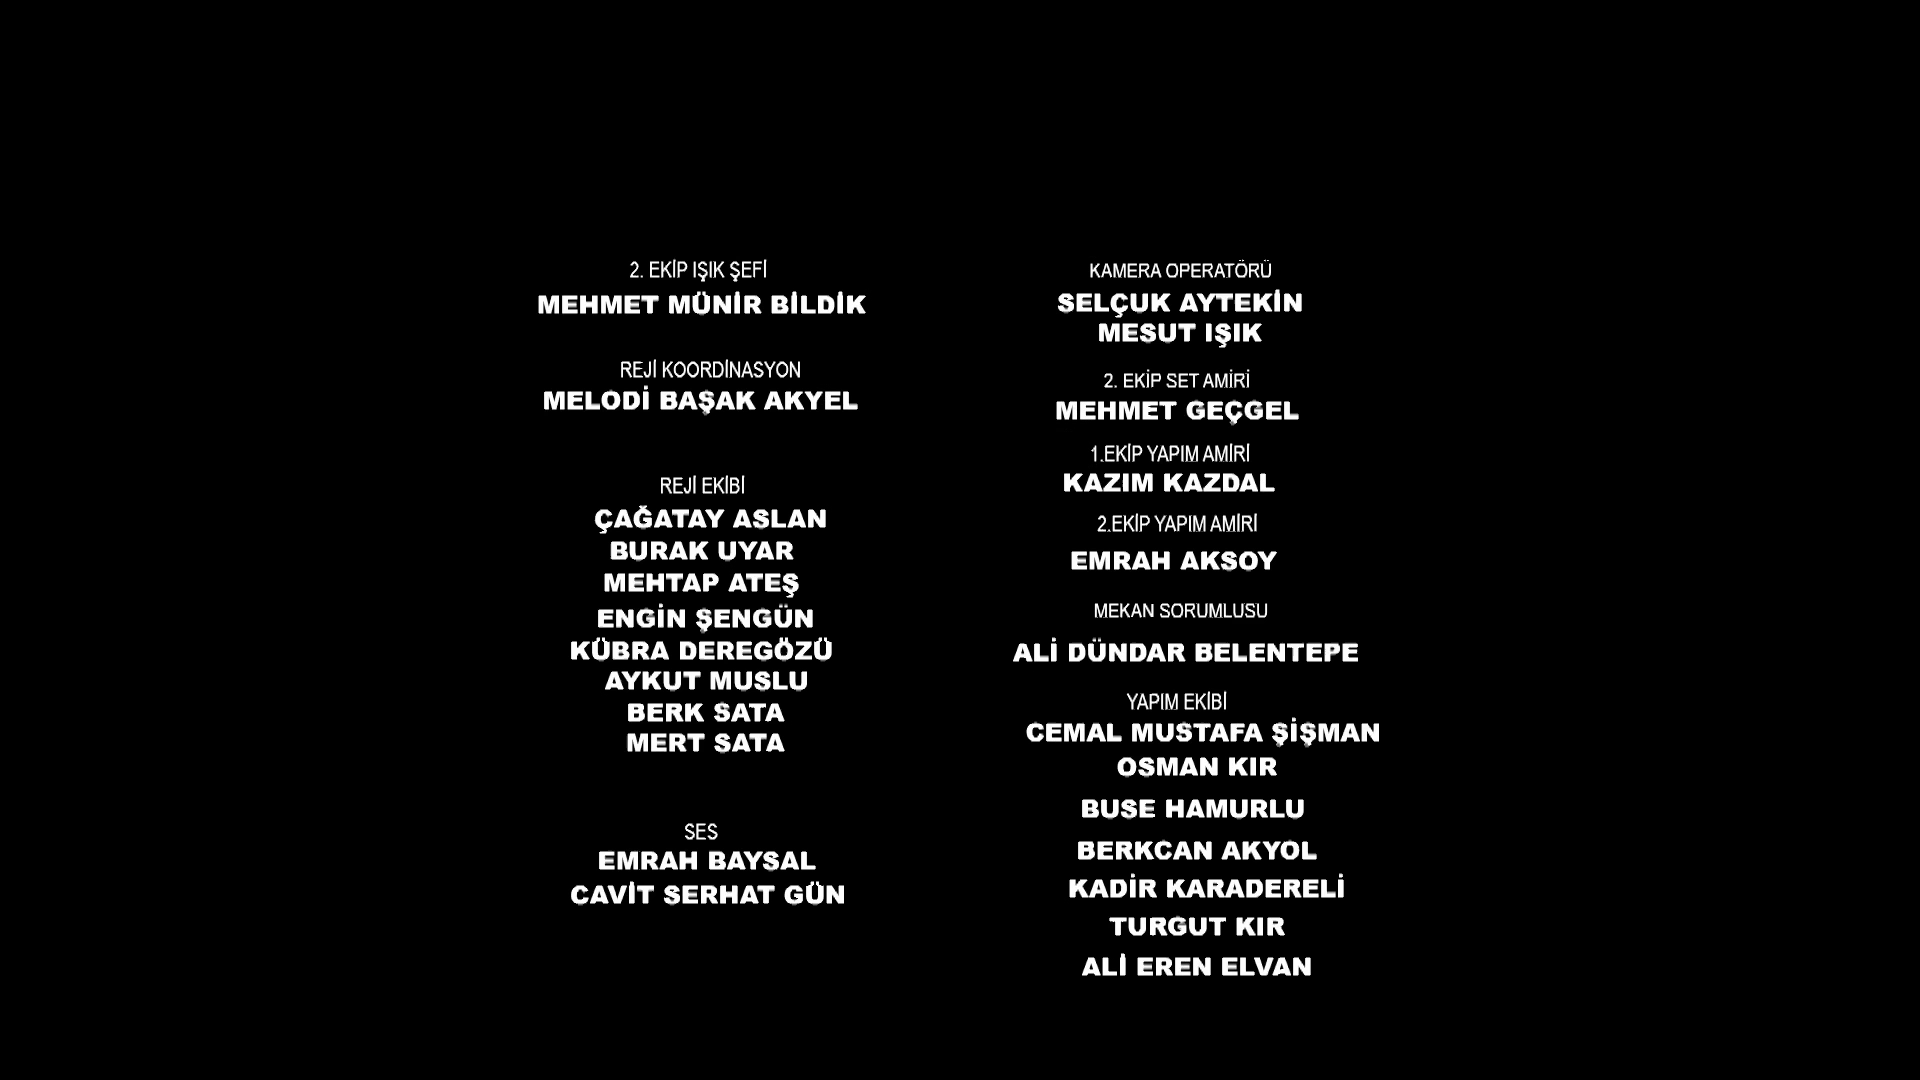 2. EKİP IŞIK ŞEFİ
MEHMET MÜNİR BİLDİK
REJİ KOORDİNASYON
MELODİ BAŞAK AKYEL
REJİ EKİBİ
ÇAĞATAY ASLAN
BURAK UYAR
MEHTAP ATEŞ
ENGİN ŞENGÜN
KÜBRA DEREGÖZÜ
AYKUT MUSLU
BERK SATA
MERT SATA
SES
EMRAH BAYSAL
CAVİT SERHAT GÜN
KAMERA OPERATÖRÜ
SELÇUK AYTEKİN
MESUT IŞIK
2. EKİP SET AMİRİ
MEHMET GEÇGEL
1.EKİP YAPIM AMİRİ
KAZIM KAZDAL
2.EKİP YAPIM AMİRİ
EMRAH AKSOY
MEKAN SORUMLUSU
ALİ DÜNDAR BELENTEPE
YAPIM EKİBİ
CEMAL MUSTAFA ŞİŞMAN
OSMAN KIR
BUSE HAMURLU
BERKCAN AKYOL
KADİR KARADERELİ
TURGUT KIR
ALİ EREN ELVAN